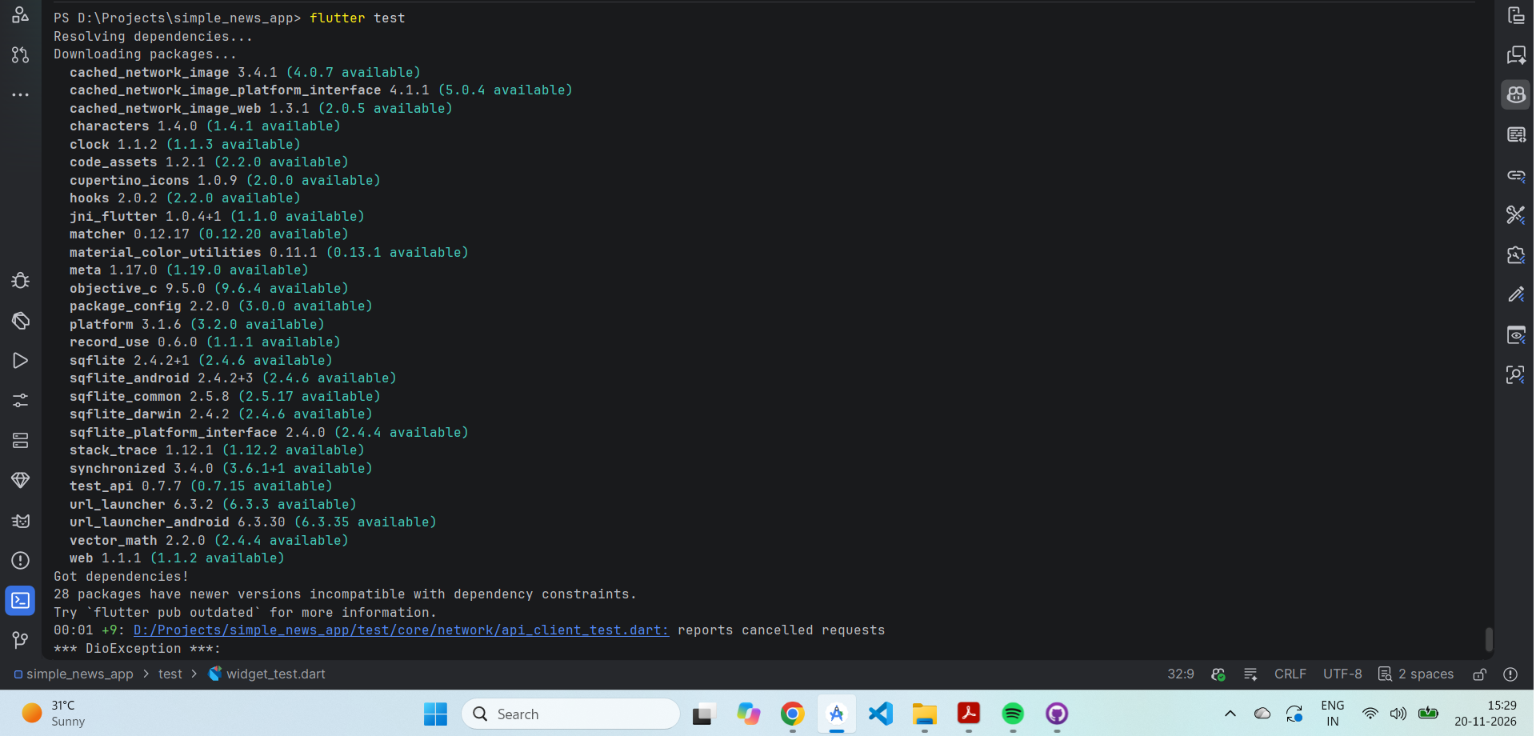 PS D:\Projects\simple_news_app> flutter test
Resolving dependencies...
Downloading packages...
cached_network_image 3.4.1 (4.0.7 available)
cached_network_image_platform_interface 4.1.1 (5.0.4 available)
cached_network_image_web 1.3.1 (2.0.5 available)
characters 1.4.0 (1.4.1 available)
clock 1.1.2 (1.1.3 available)
code_assets 1.2.1 (2.2.0 available)
cupertino_icons 1.0.9 (2.0.0 available)
hooks 2.0.2 (2.2.0 available)
jni_flutter 1.0.4+1 (1.1.0 available)
matcher 0.12.17 (0.12.20 available)
material_color_utilities 0.11.1 (0.13.1 available)
meta 1.17.0 (1.19.0 available)
objective_c 9.5.0 (9.6.4 available)
package_config 2.2.0 (3.0.0 available)
platform 3.1.6 (3.2.0 available)
record_use 0.6.0 (1.1.1 available)
sqflite 2.4.2+1 (2.4.6 available)
sqflite_android 2.4.2+3 (2.4.6 available)
sqflite_common 2.5.8 (2.5.17 available)
sqflite_darwin 2.4.2 (2.4.6 available)
sqflite_platform_interface 2.4.0 (2.4.4 available)
stack_trace 1.12.1 (1.12.2 available)
synchronized 3.4.0 (3.6.1+1 available)
test_api 0.7.7 (0.7.15 available)
url_launcher 6.3.2 (6.3.3 available)
url_launcher_android 6.3.30 (6.3.35 available)
vector_math 2.2.0 (2.4.4 available)
web 1.1.1 (1.1.2 available)
Got dependencies!
28 packages have newer versions incompatible with dependency constraints.
Try `flutter pub outdated` for more information.
00:01 +9: D:/Projects/simple_news_app/test/core/network/api_client_test.dart: reports cancelled requests
*** DioException ***:
simple_news_app > test > widget_test.dart
32:9 CRLF UTF-8 2 spaces
31°C
Sunny
Search
ENG
IN
15:29
20-11-2026